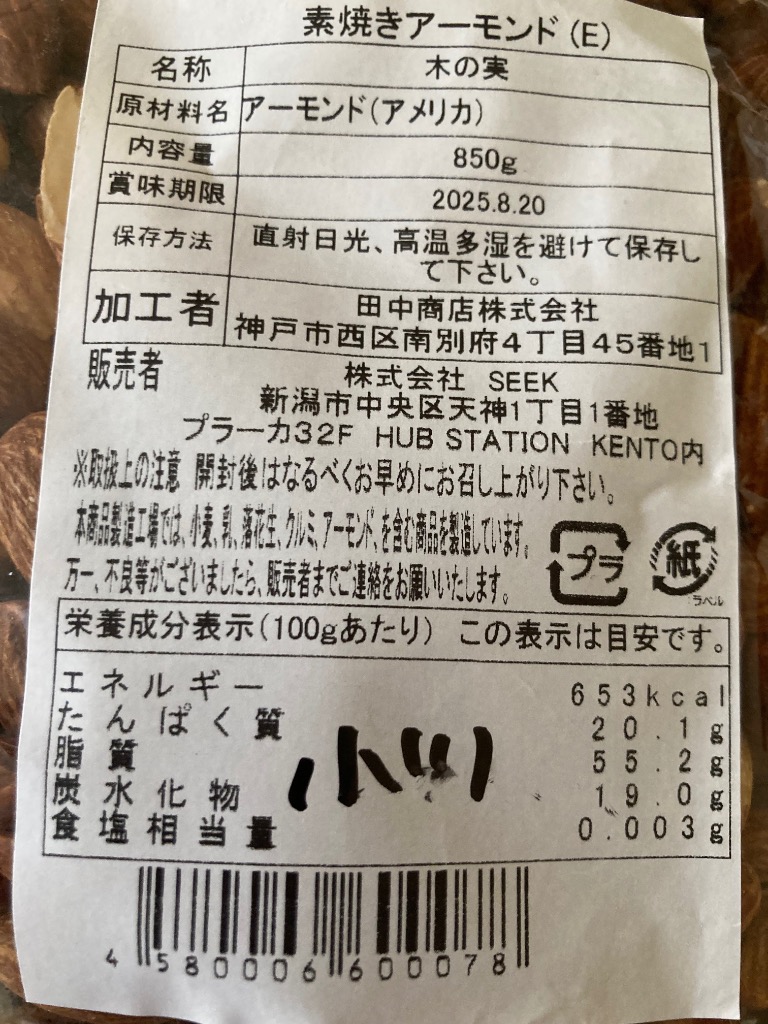 素焼きアーモンド(E)
名称 木の実
原材料名 アーモンド(アメリカ)
内容量 850g
賞味期限 2025.8.20
保存方法 直射日光、高温多湿を避けて保存し
て下さい。
加工者 田中商店株式会社
神戸市西区南別府4丁目45番地1
販売者 株式会社 SEEK
新潟市中央区天神1丁目1番地
プラーカ32F HUB STATION KENTO内
※取扱上の注意 開封後はなるべくお早めにお召し上がり下さい。
本商品製造工場では、小麦、乳、落花生、クルミ、アーモンド、を含む商品を製造しています。
万一、不良等がございましたら、販売者までご連絡をお願いいたします。
プラ
紙
ラベル
栄養成分表示(100gあたり) この表示は目安です。
エネルギー 653kcal
たんぱく質 20.1g
脂質 55.2g
炭水化物 19.0g
食塩相当量 0.003g
小川
4 580006 600078